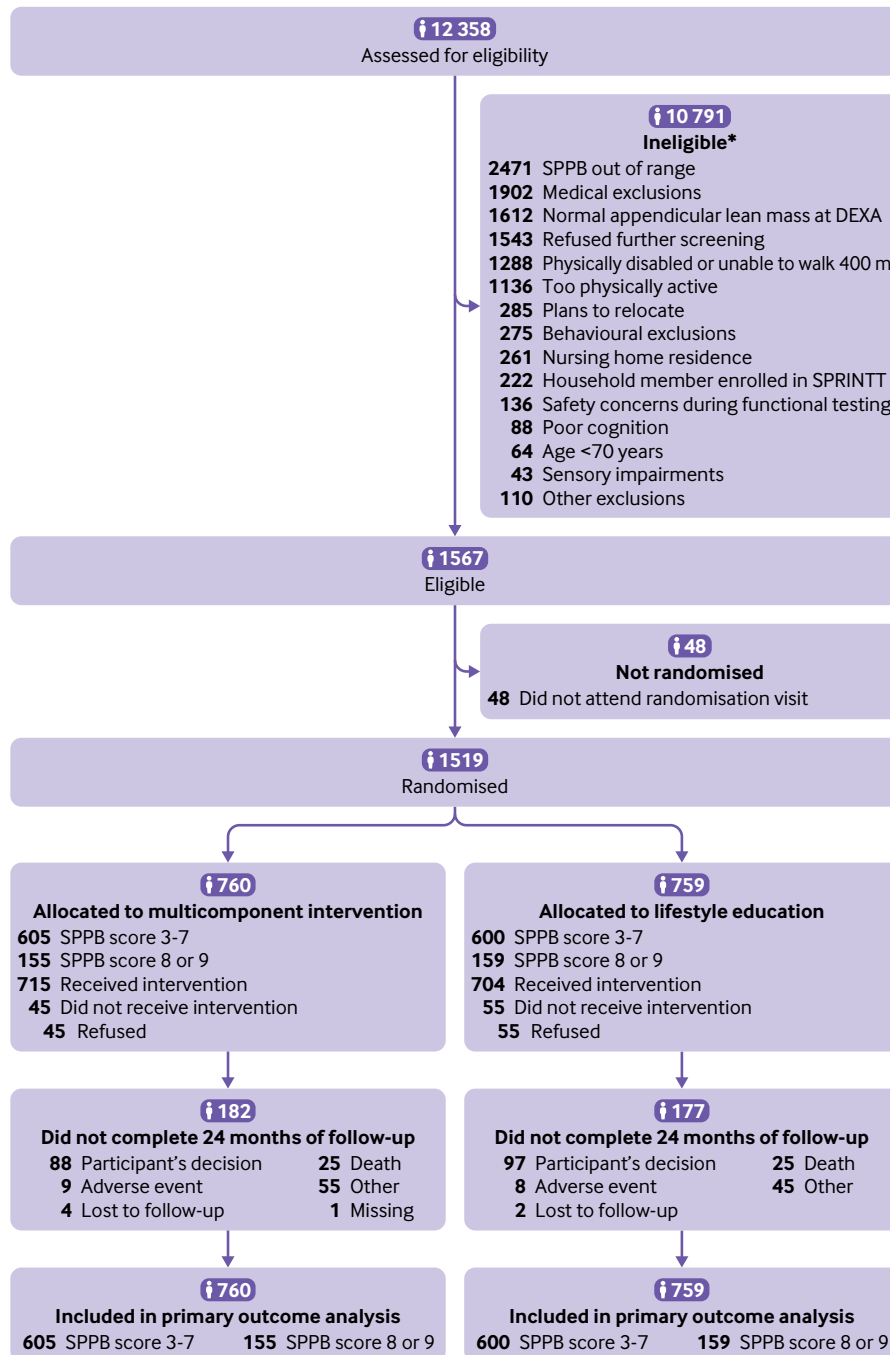 12 358
Assessed for eligibility
10 791
Ineligible*
2471 SPPB out of range
1902 Medical exclusions
1612 Normal appendicular lean mass at DEXA
1543 Refused further screening
1288 Physically disabled or unable to walk 400 m
1136 Too physically active
285 Plans to relocate
275 Behavioural exclusions
261 Nursing home residence
222 Household member enrolled in SPRINTT
136 Safety concerns during functional testing
88 Poor cognition
64 Age <70 years
43 Sensory impairments
110 Other exclusions
1567
Eligible
48
Not randomised
48 Did not attend randomisation visit
1519
Randomised
760
Allocated to multicomponent intervention
605 SPPB score 3-7
155 SPPB score 8 or 9
715 Received intervention
45 Did not receive intervention
45 Refused
759
Allocated to lifestyle education
600 SPPB score 3-7
159 SPPB score 8 or 9
704 Received intervention
55 Did not receive intervention
55 Refused
182
Did not complete 24 months of follow-up
88 Participant's decision 25 Death
9 Adverse event 55 Other
4 Lost to follow-up 1 Missing
177
Did not complete 24 months of follow-up
97 Participant's decision 25 Death
8 Adverse event 45 Other
2 Lost to follow-up
760
Included in primary outcome analysis
605 SPPB score 3-7 155 SPPB score 8 or 9
759
Included in primary outcome analysis
600 SPPB score 3-7 159 SPPB score 8 or 9